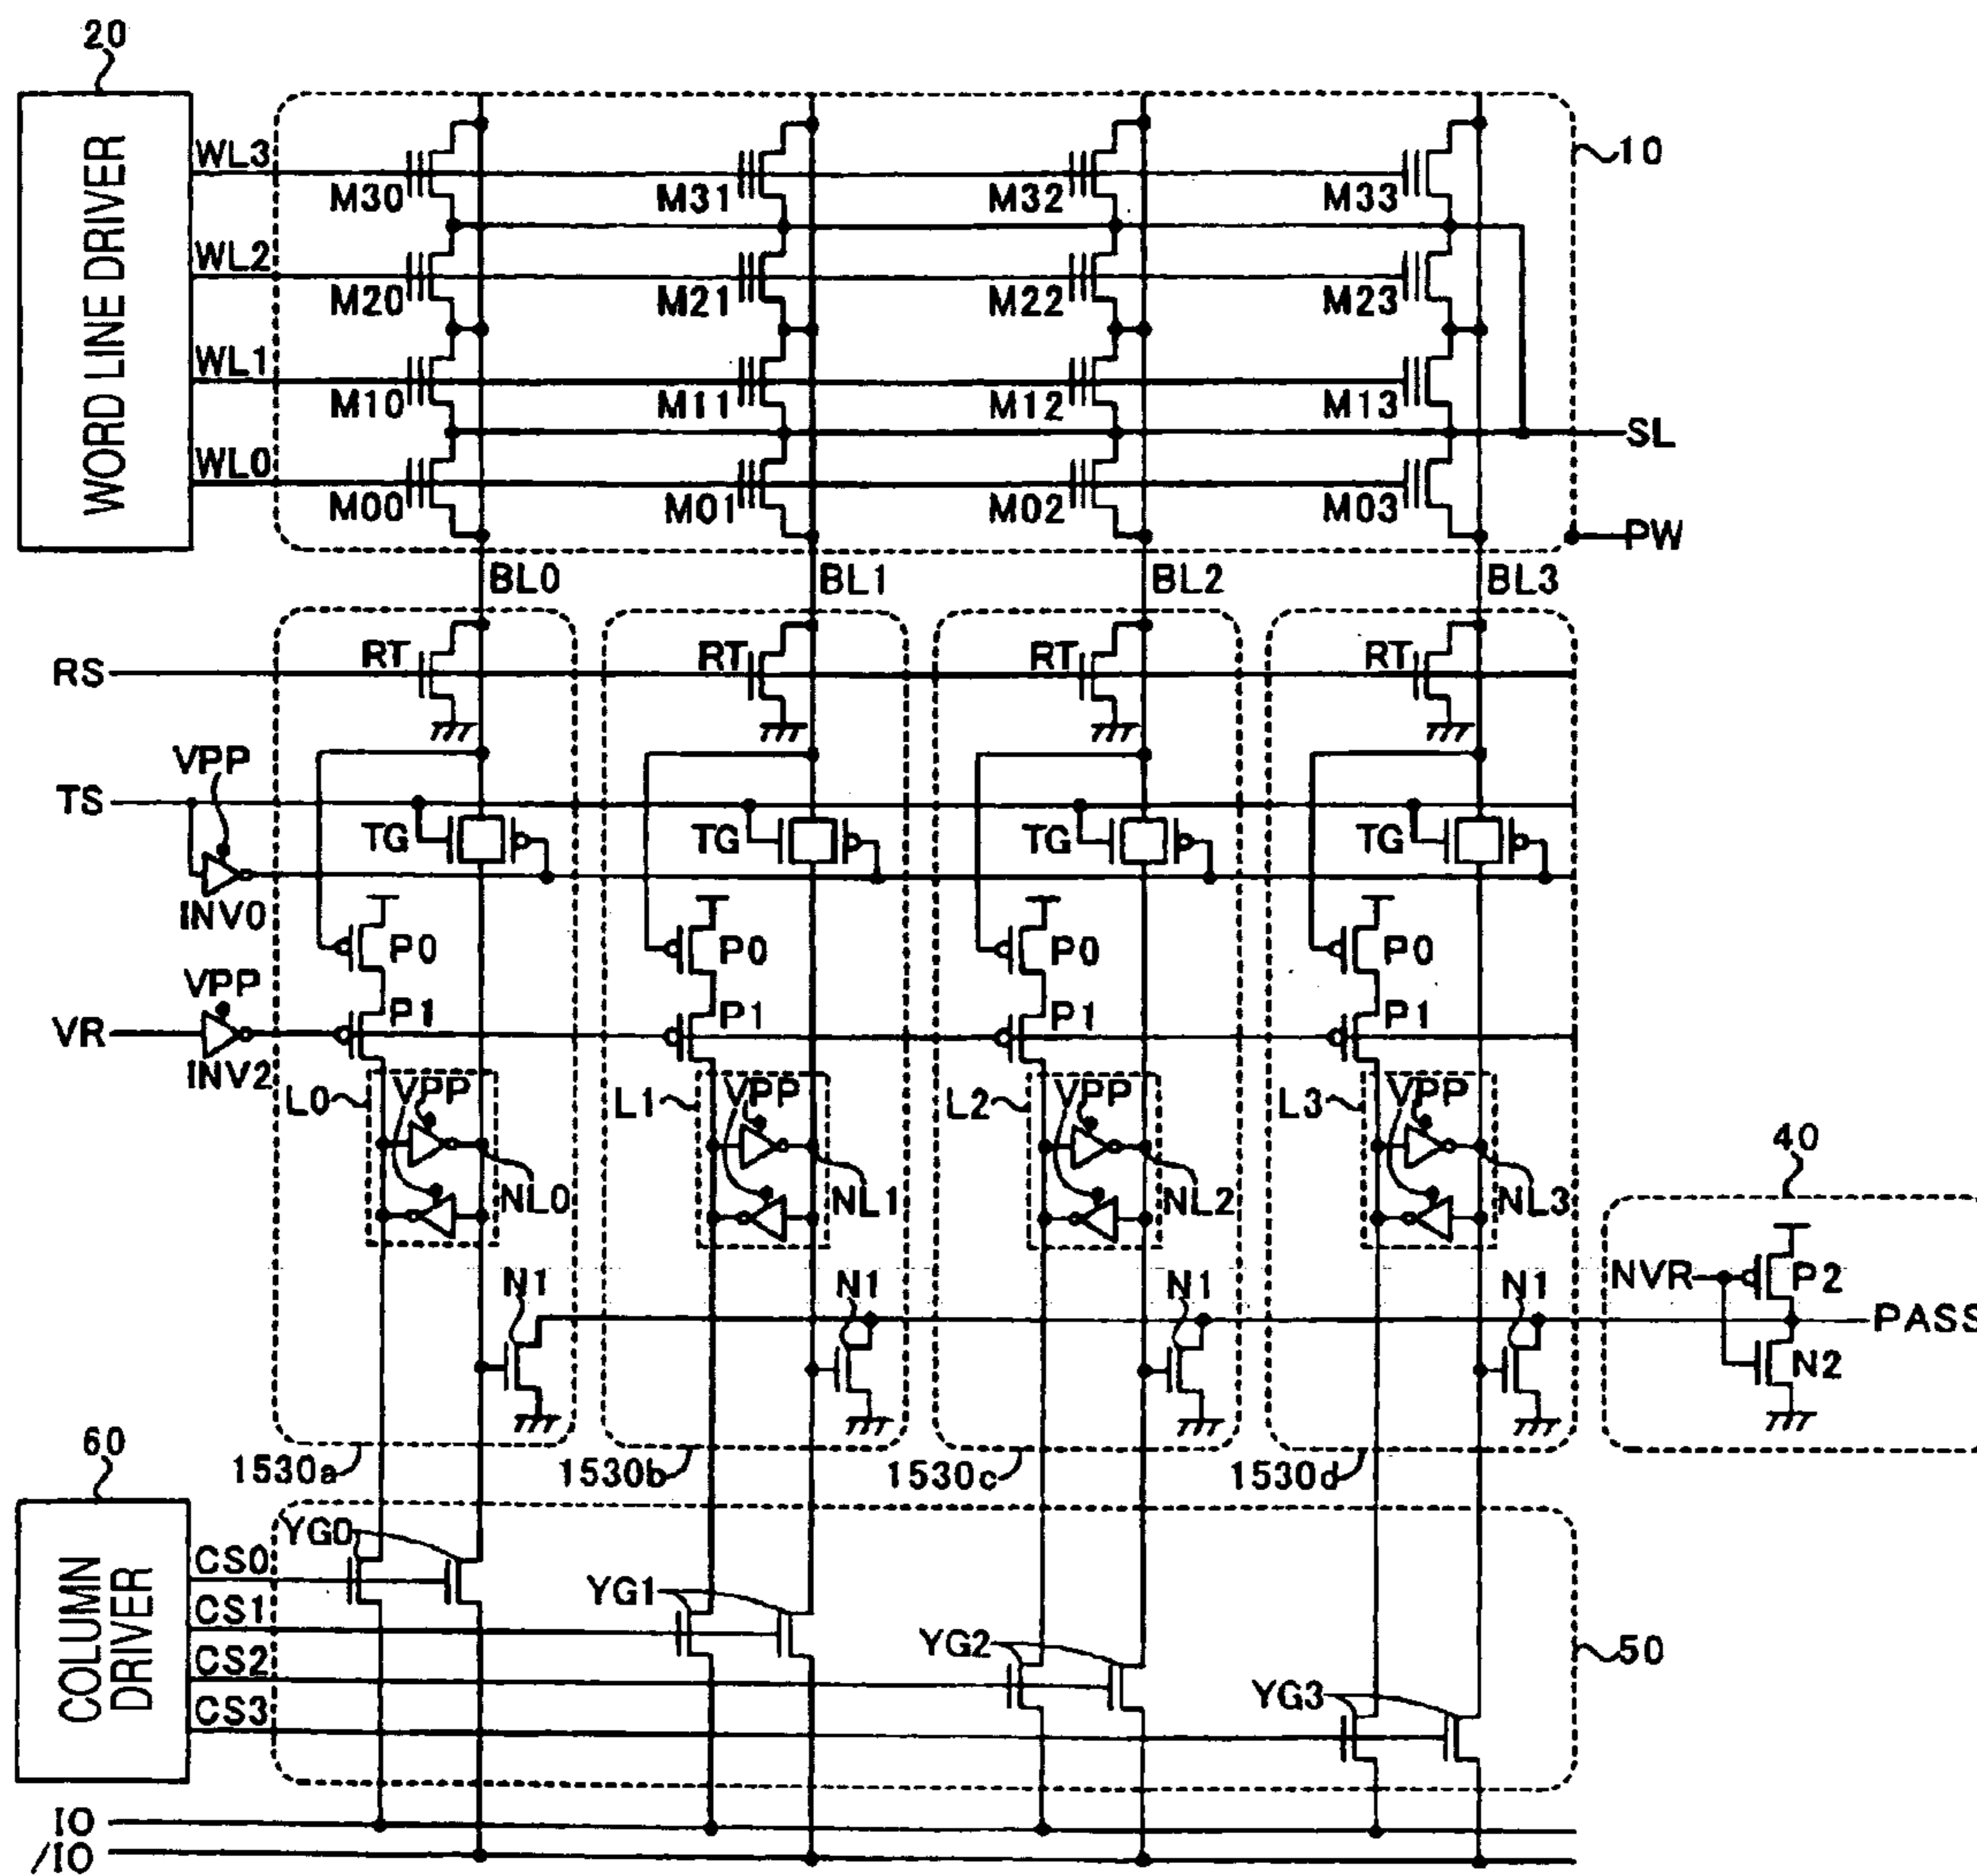 20
WORD LINE DRIVER
WL3
WL2
WL1
WL0
M30 M31 M32 M33
M20 M21 M22 M23
M10 M11 M12 M13
M00 M01 M02 M03
10
SL
PW
BL0 BL1 BL2 BL3
RS
RT RT RT RT
VPP
TS
TG TG TG TG
INV0
P0 P0 P0 P0
VPP
VR
INV2
P1 P1 P1 P1
L0 VPP L1 VPP L2 VPP L3 VPP
NL0 NL1 NL2 NL3
40
N1 N1 N1 N1
NVR P2
PASS
N2
60
1530a 1530b 1530c 1530d
COLUMN
DRIVER
CS0
CS1
CS2
CS3
YG0
YG1
YG2
YG3
50
IO
/IO